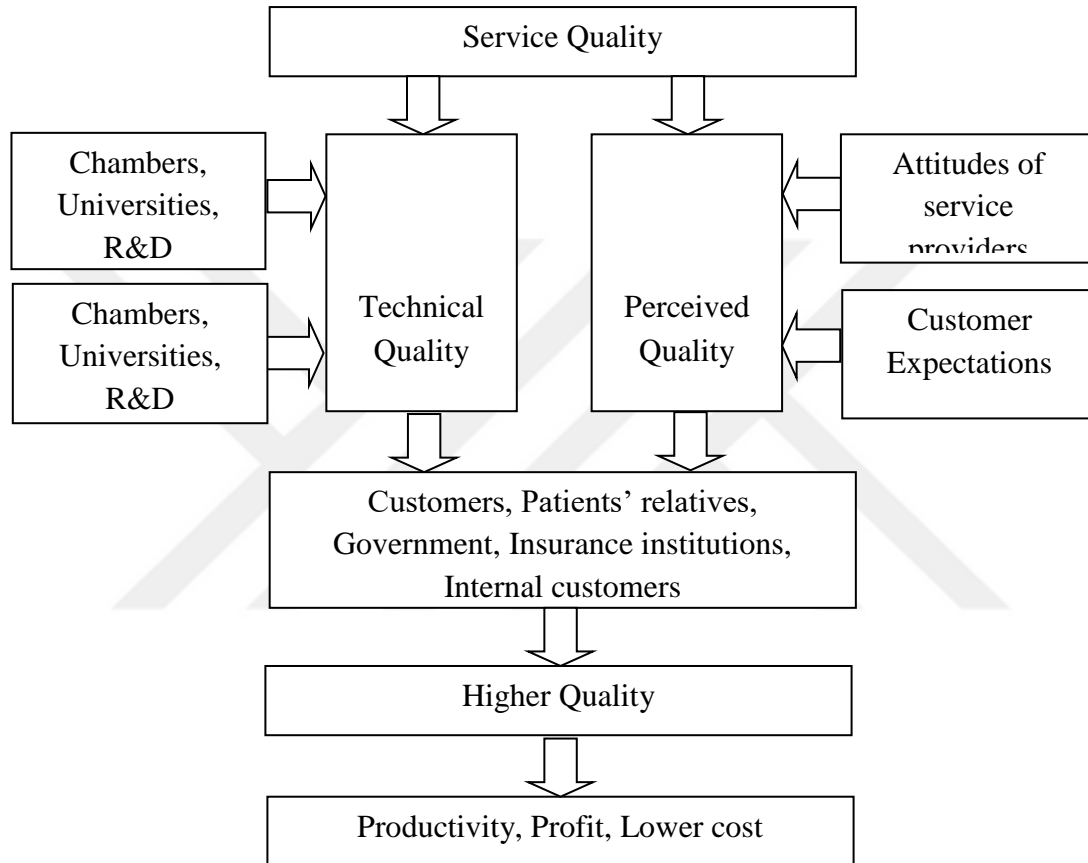 Service Quality
Chambers,
Universities,
R&D
Attitudes of
service
providers
Technical
Quality
Perceived
Quality
Chambers,
Universities,
R&D
Customer
Expectations
Customers, Patients’ relatives,
Government, Insurance institutions,
Internal customers
Higher Quality
Productivity, Profit, Lower cost